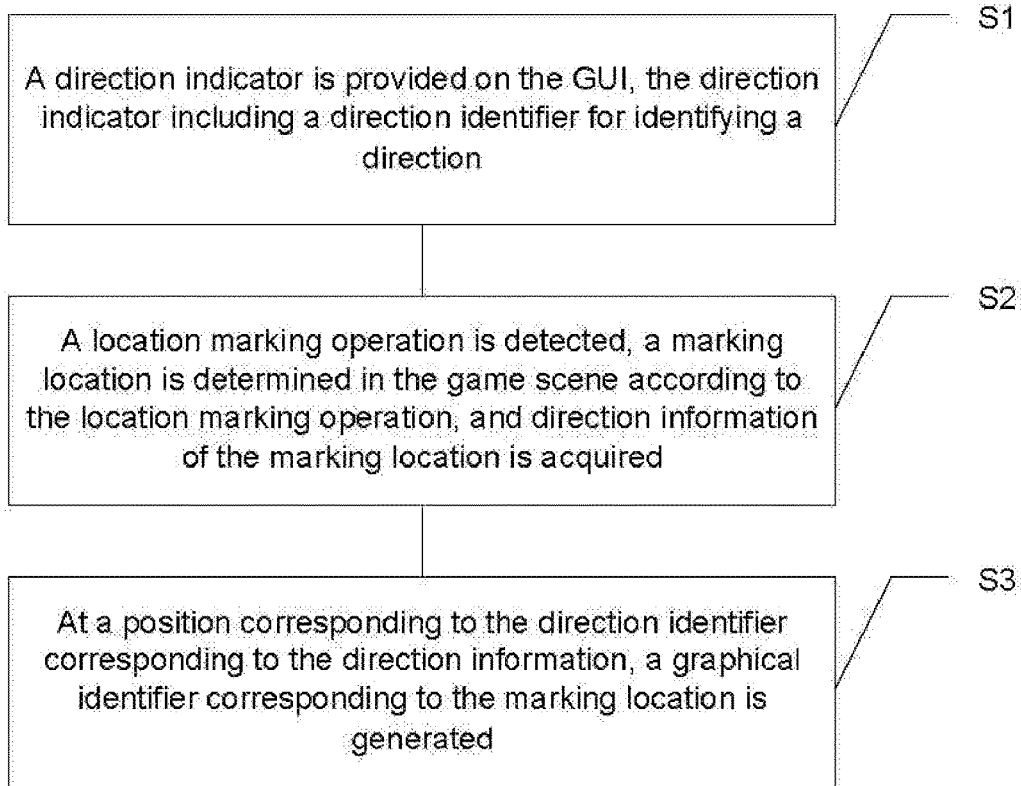 S1
A direction indicator is provided on the GUI, the direction
indicator including a direction identifier for identifying a
direction
S2
A location marking operation is detected, a marking
location is determined in the game scene according to
the location marking operation, and direction information
of the marking location is acquired
S3
At a position corresponding to the direction identifier
corresponding to the direction information, a graphical
identifier corresponding to the marking location is
generated